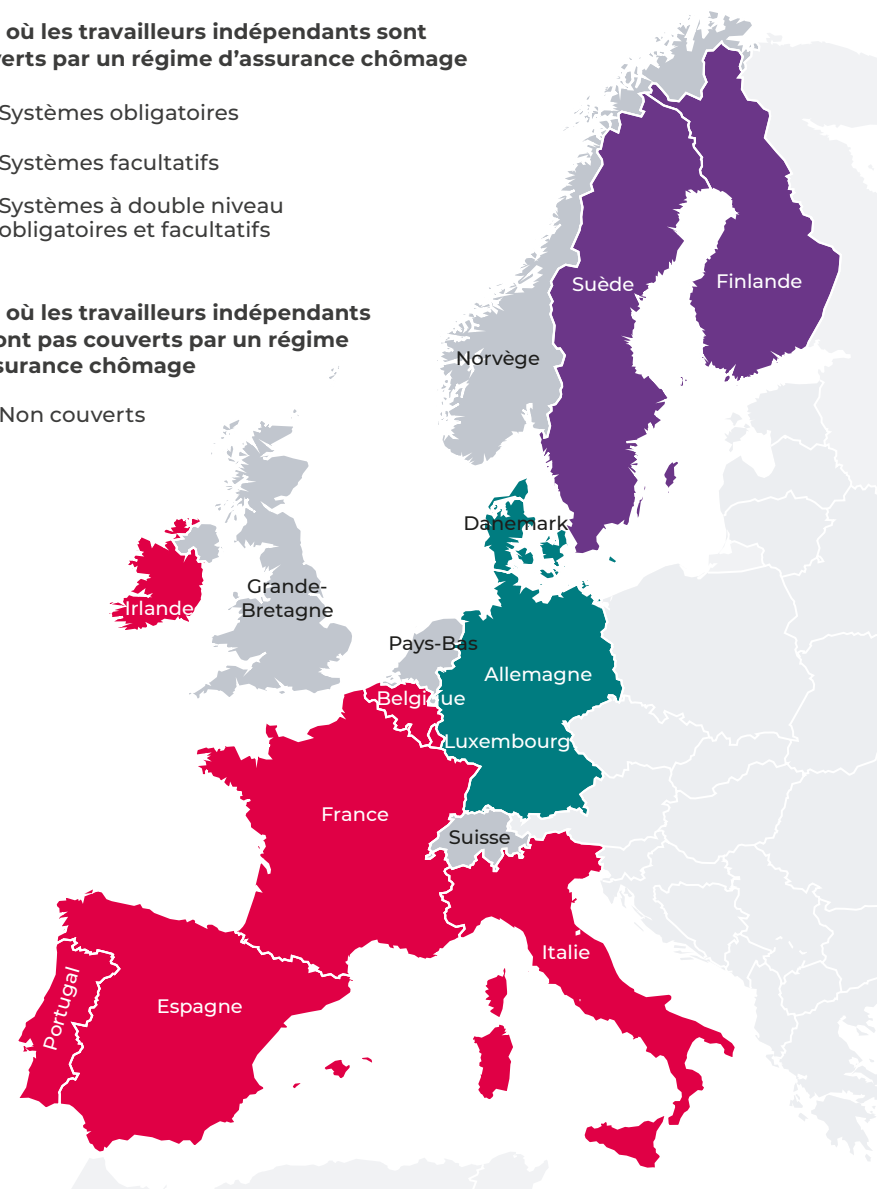 où les travailleurs indépendants sont
verts par un régime d’assurance chômage
Systèmes obligatoires
Systèmes facultatifs
Systèmes à double niveau
obligatoires et facultatifs
où les travailleurs indépendants
ont pas couverts par un régime
surance chômage
Non couverts
Suède
Finlande
Norvège
Danemark
Irlande
Grande-
Bretagne
Pays-Bas
Allemagne
Belgique
Luxembourg
France
Suisse
Italie
Portugal
Espagne